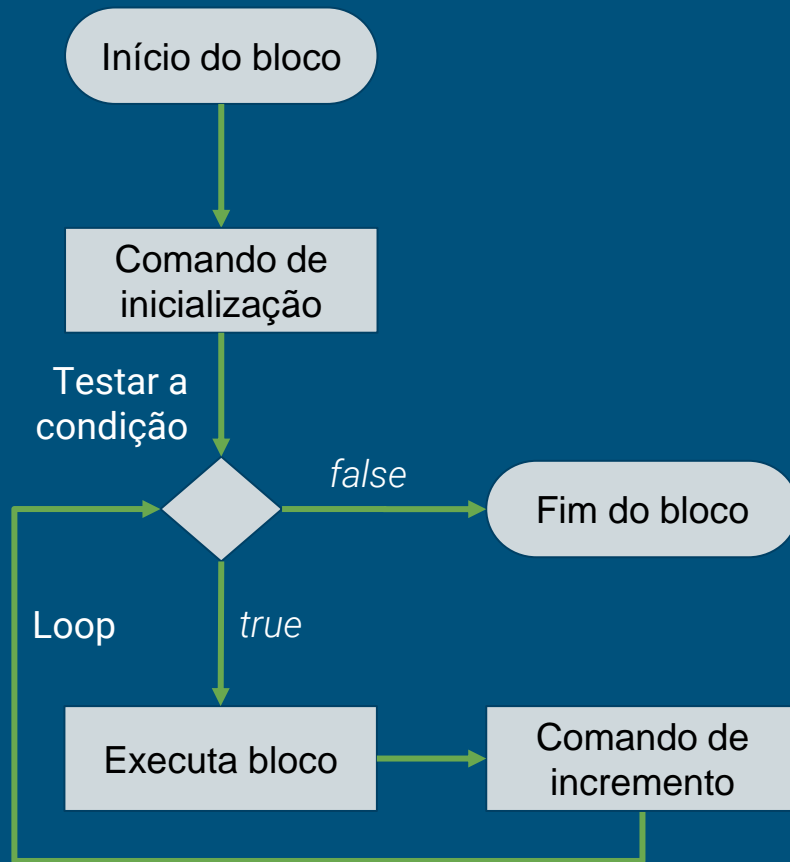 Início do bloco
Comando de
inicialização
Testar a
condição
false
Fim do bloco
Loop
true
Executa bloco
Comando de
incremento